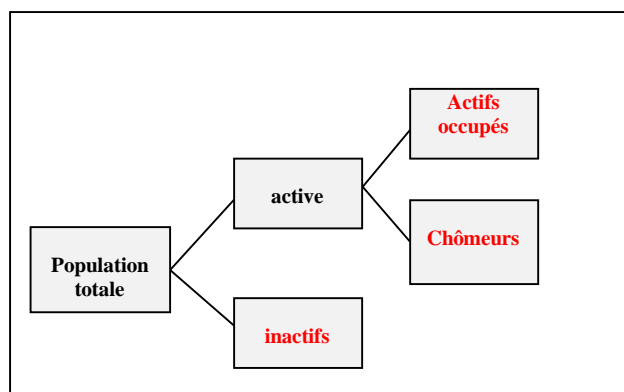 Actifs
occupés
active
Chômeurs
Population
totale
inactifs